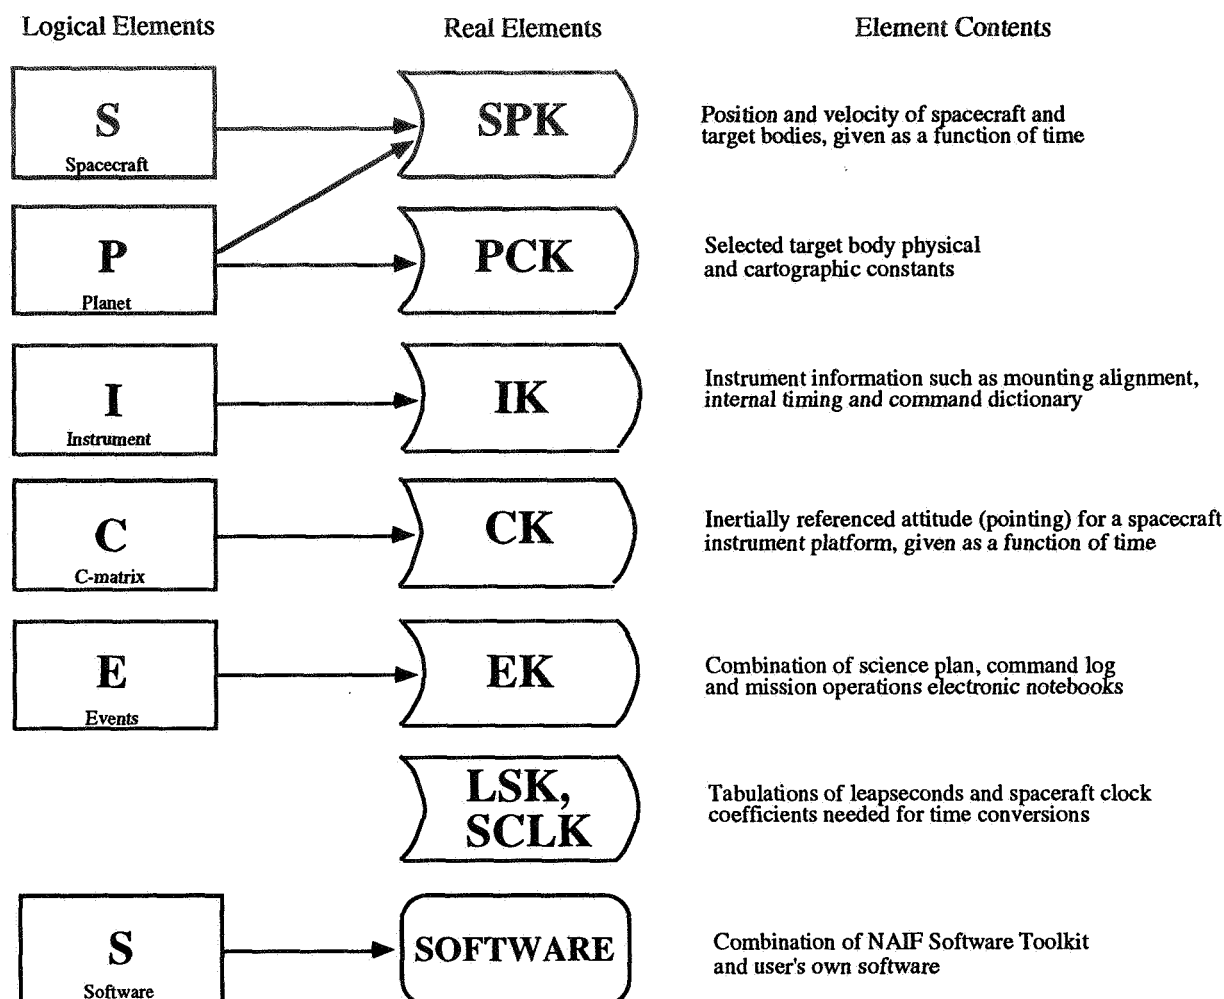 Logical Elements
Real Elements
Element Contents
S
Spacecraft
SPK
Position and velocity of spacecraft and
target bodies, given as a function of time
P
Planet
PCK
Selected target body physical
and cartographic constants
I
Instrument
IK
Instrument information such as mounting alignment,
internal timing and command dictionary
C
C-matrix
CK
Inertially referenced attitude (pointing) for a spacecraft
instrument platform, given as a function of time
E
Events
EK
Combination of science plan, command log
and mission operations electronic notebooks
LSK,
SCLK
Tabulations of leapseconds and spaceraft clock
coefficients needed for time conversions
S
Software
SOFTWARE
Combination of NAIF Software Toolkit
and user's own software